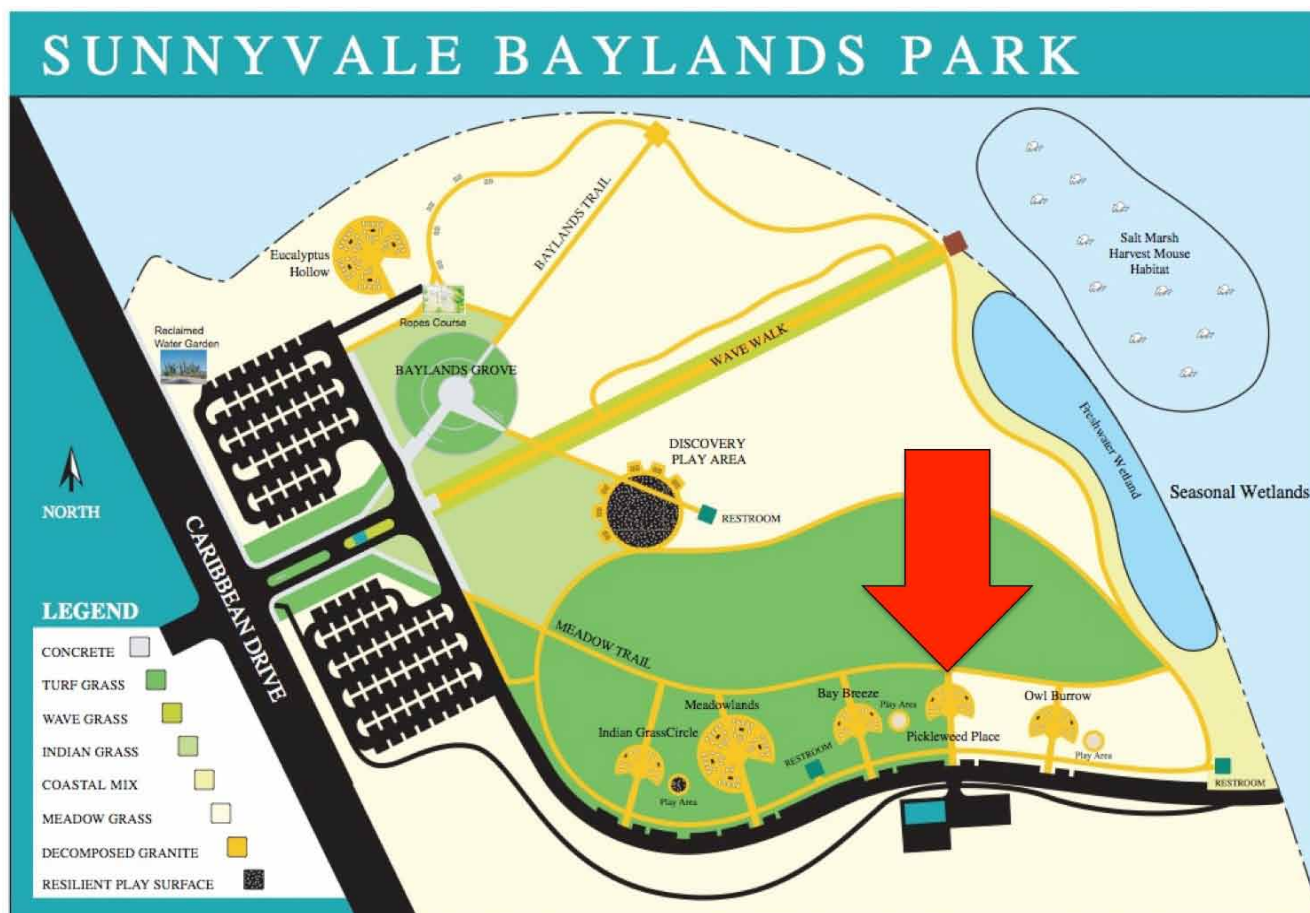 SUNNYVALE BAYLANDS PARK
Eucalyptus
Hollow
BAYLANDS TRAIL
Salt Marsh
Harvest Mouse
Habitat
Reclaimed
Water Garden
Ropes Course
BAYLANDS GROVE
WAVE WALK
Freshwater Wetland
DISCOVERY
PLAY AREA
Seasonal Wetlands
NORTH
RESTROOM
CARIBBEAN DRIVE
MEADOW TRAIL
Indian GrassCircle
Meadowlands
Bay Breeze
Play Area
Pickleweed Place
Owl Burrow
Play Area
RESTROOM
Play Area
RESTROOM
LEGEND
CONCRETE
TURF GRASS
WAVE GRASS
INDIAN GRASS
COASTAL MIX
MEADOW GRASS
DECOMPOSED GRANITE
RESILIENT PLAY SURFACE